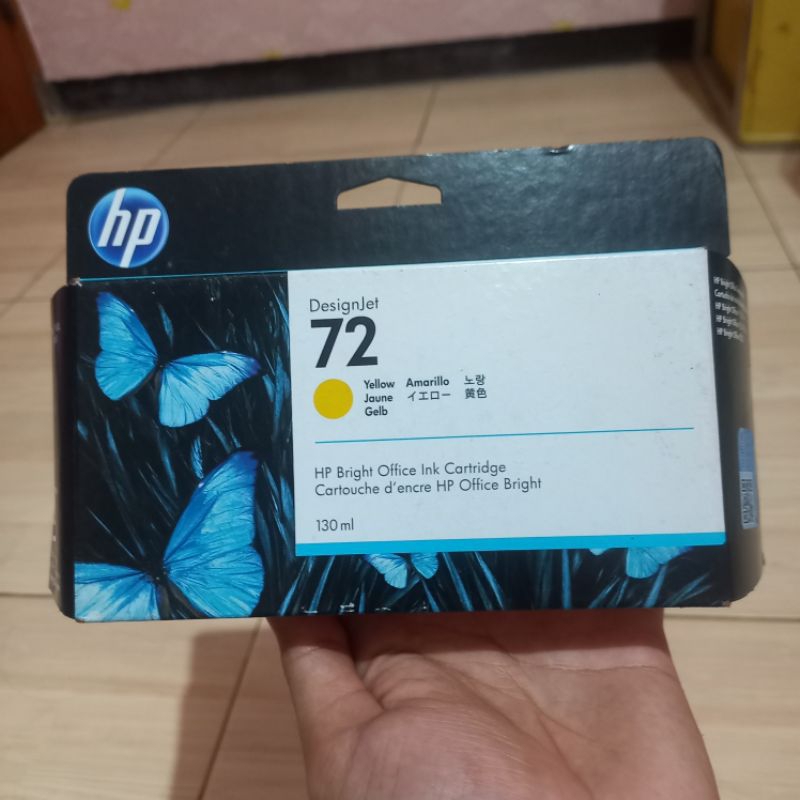 hp
DesignJet
72
Yellow Amarillo 노랑
Jaune イエロー 黄色
Gelb
HP Bright Office Ink Cartridge
Cartouche d'encre HP Office Bright
130 ml